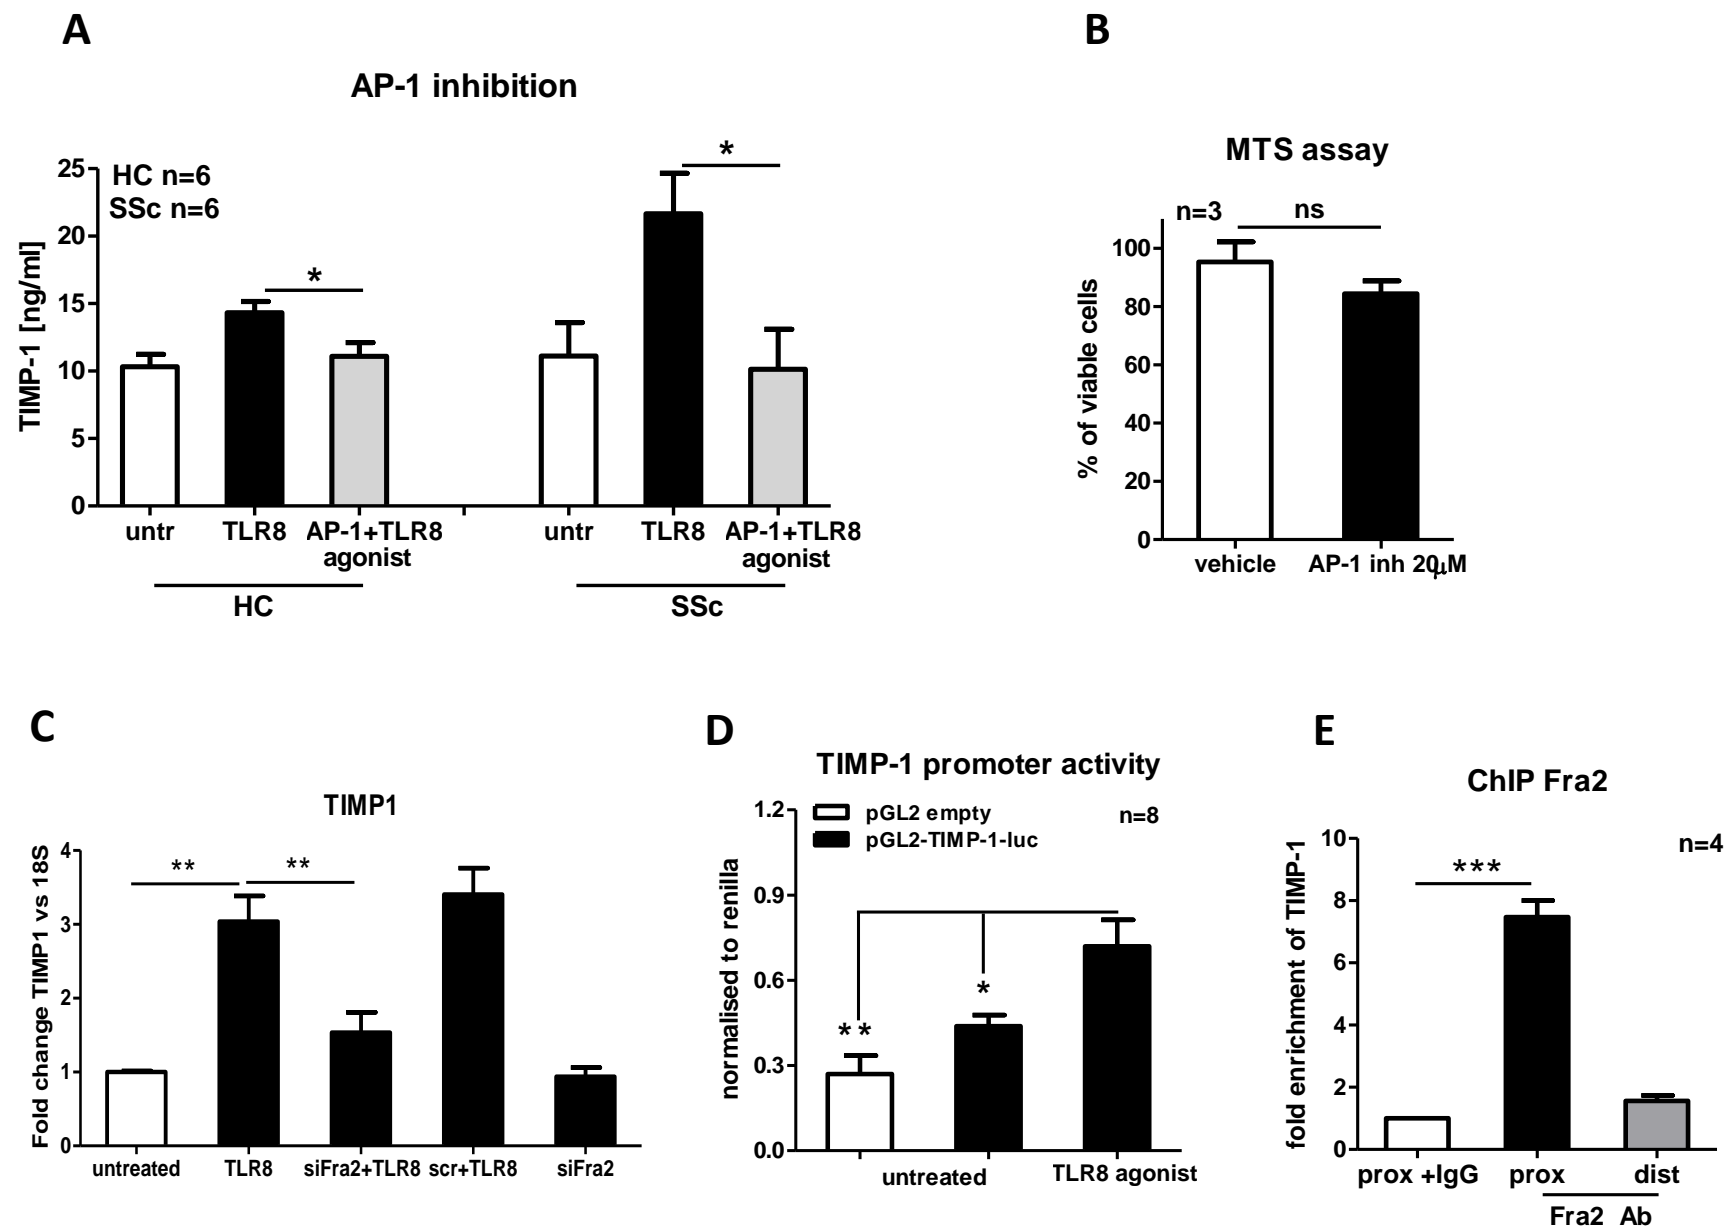 A
AP-1 inhibition
TIMP-1 [ng/ml]
25
20
15
10
5
0
HC n=6
SSc n=6
*
*
untr
TLR8
AP-1+TLR8
agonist
untr
TLR8
AP-1+TLR8
agonist
HC
SSc
B
MTS assay
% of viable cells
100
80
60
40
20
0
n=3
ns
vehicle
AP-1 inh 20μM
C
TIMP1
Fold change TIMP1 vs 18S
4
3
2
1
0
**
**
untreated
TLR8
siFra2+TLR8
scr+TLR8
siFra2
D
TIMP-1 promoter activity
normalised to renilla
1.2
0.9
0.6
0.3
0.0
pGL2 empty
pGL2-TIMP-1-luc
n=8
**
*
untreated
TLR8 agonist
E
ChIP Fra2
fold enrichment of TIMP-1
10
8
6
4
2
0
n=4
***
prox +IgG
prox
dist
Fra2 Ab